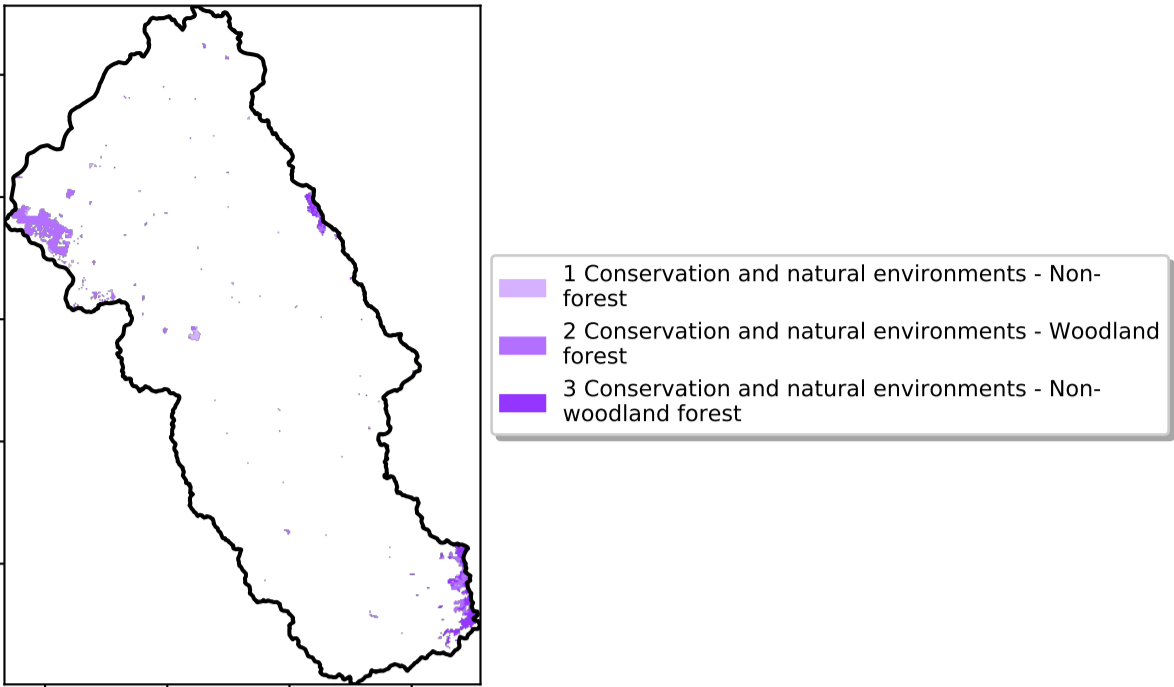 1 Conservation and natural environments - Non-
forest
2 Conservation and natural environments - Woodland
forest
3 Conservation and natural environments - Non-
woodland forest